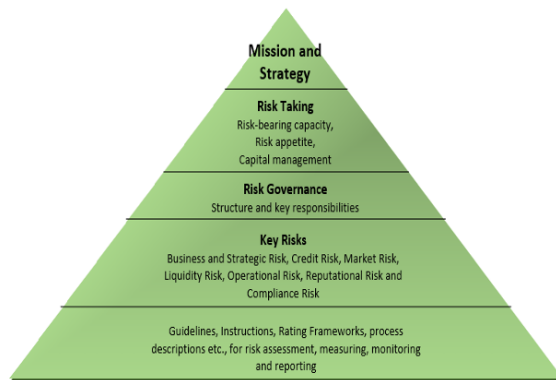 Mission and
Strategy
Risk Taking
Risk-bearing capacity,
Risk appetite,
Capital management
Risk Governance
Structure and key responsibilities
Key Risks
Business and Strategic Risk, Credit Risk, Market Risk,
Liquidity Risk, Operational Risk, Reputational Risk and
Compliance Risk
Guidelines, Instructions, Rating Frameworks, process
descriptions etc., for risk assessment, measuring, monitoring
and reporting